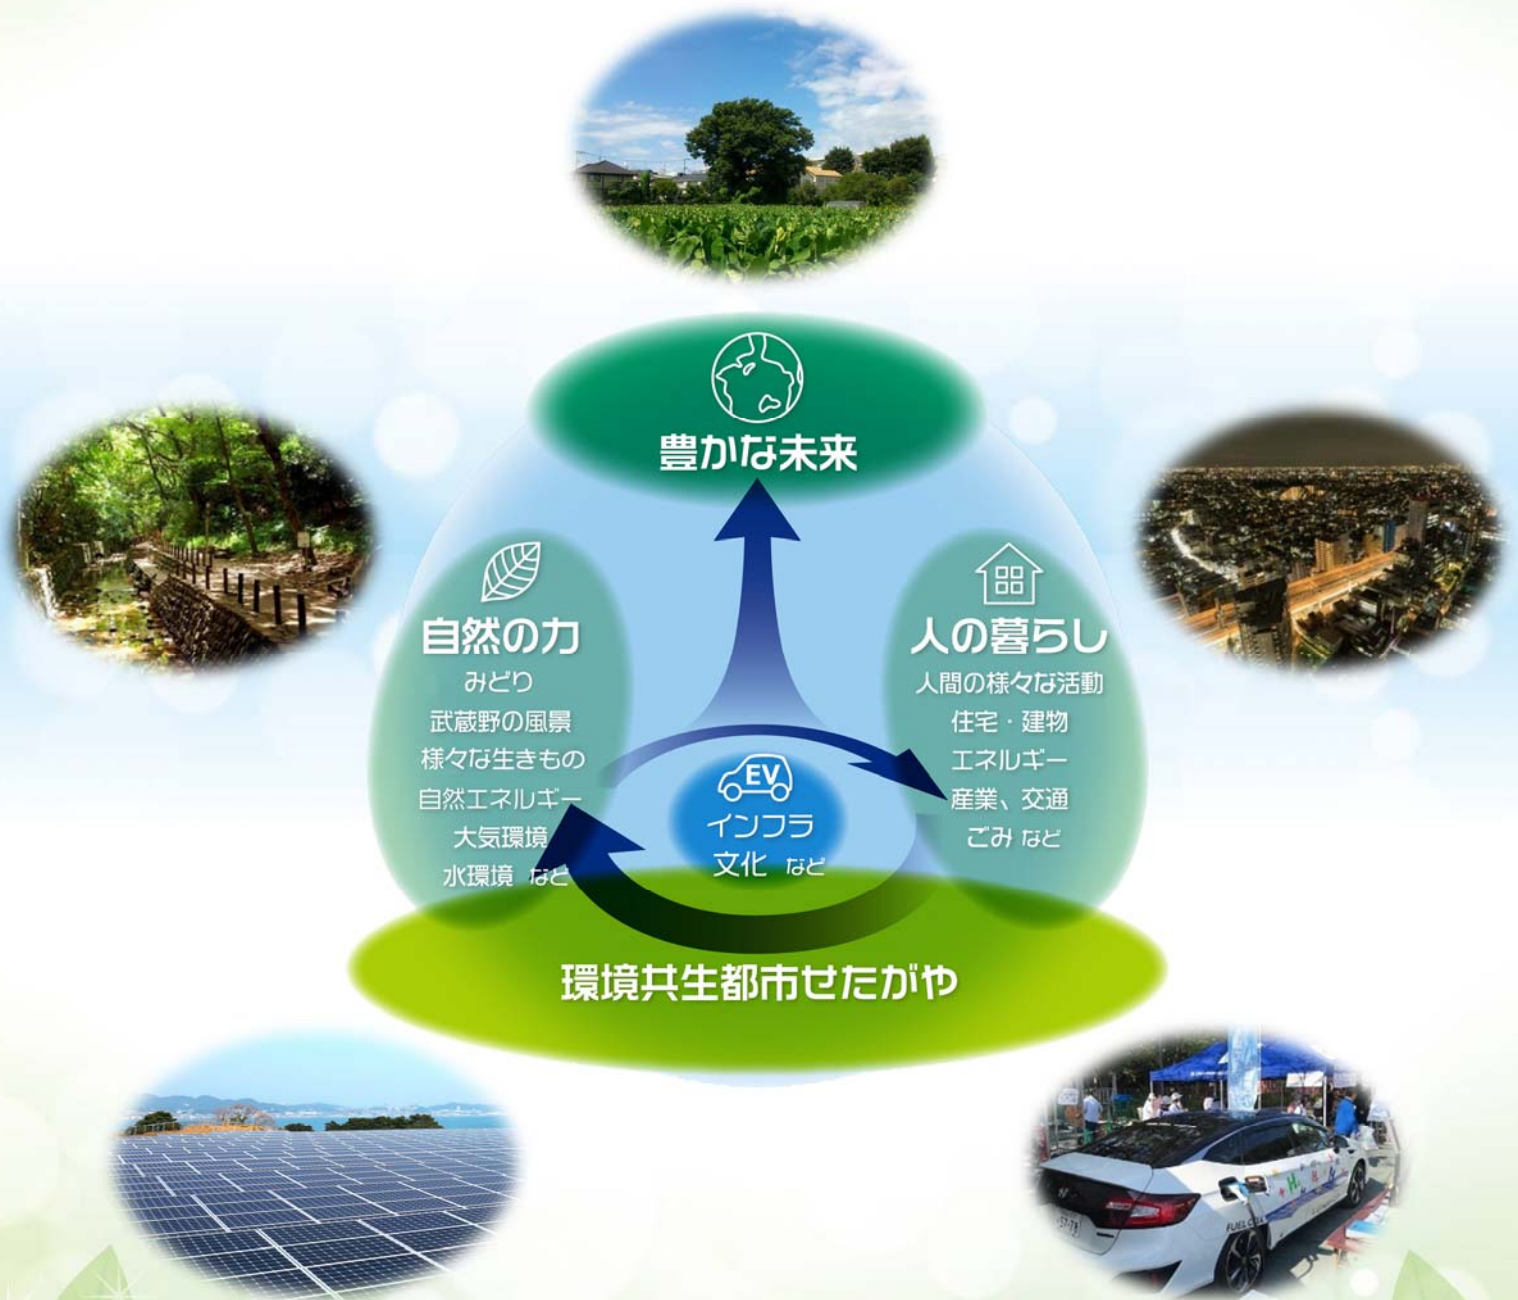 豊かな未来
自然の力
みどり
武蔵野の風景
様々な生きもの
自然エネルギー
大気環境
水環境 など
人の暮らし
人間の様々な活動
住宅・建物
エネルギー
産業、交通
ごみ など
EV
インフラ
文化 など
環境共生都市せたがや